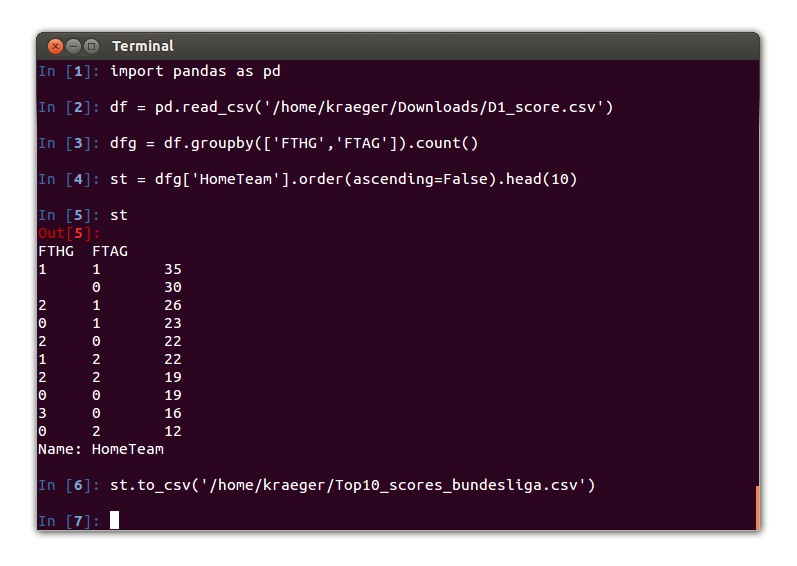 Terminal
In [1]: import pandas as pd
In [2]: df = pd.read_csv('/home/kraeger/Downloads/D1_score.csv')
In [3]: dfg = df.groupby(['FTHG','FTAG']).count()
In [4]: st = dfg['HomeTeam'].order(ascending=False).head(10)
In [5]: st
Out[5]:
FTHG  FTAG
1     1       35
      0       30
2     1       26
0     1       23
2     0       22
1     2       22
2     2       19
0     0       19
3     0       16
0     2       12
Name: HomeTeam
In [6]: st.to_csv('/home/kraeger/Top10_scores_bundesliga.csv')
In [7]: